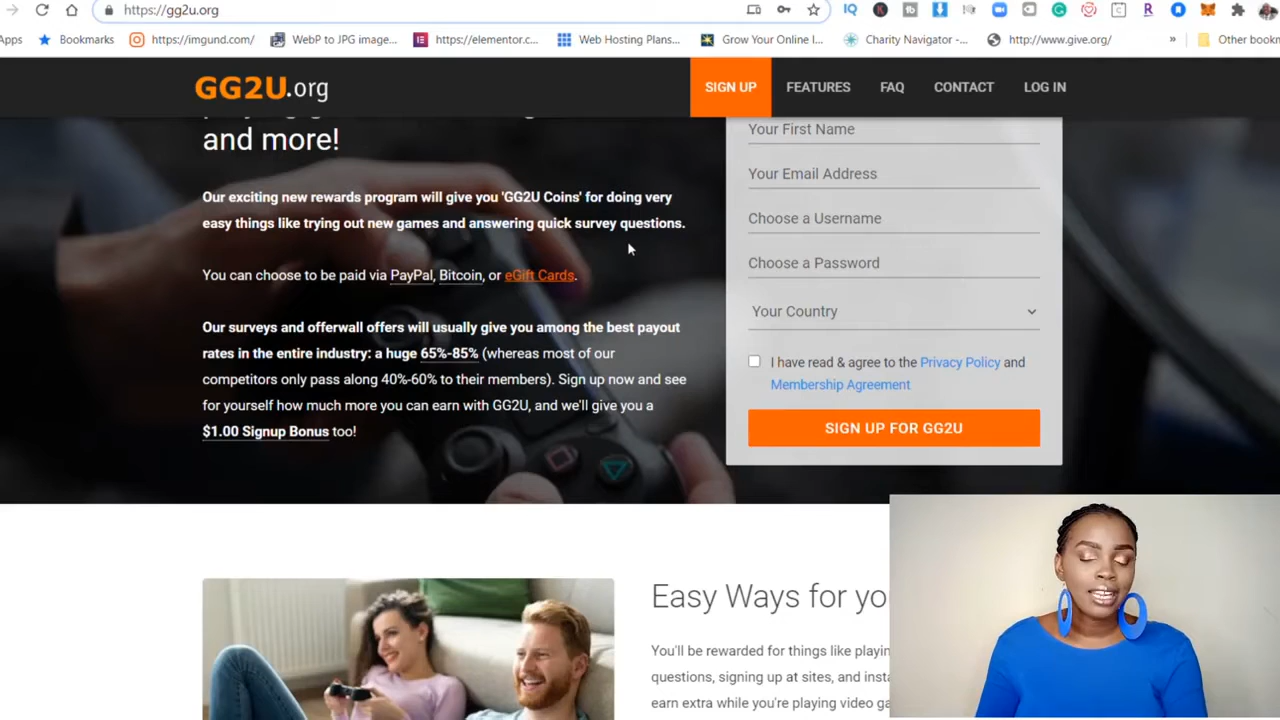 https://gg2u.org
Apps
Bookmarks
https://imgund.com/
WebP to JPG image...
https://elementor.c...
Web Hosting Plans...
Grow Your Online I...
Charity Navigator -...
http://www.give.org/
»
Other bookm
GG2U.org
SIGN UP
FEATURES
FAQ
CONTACT
LOG IN
and more!
Our exciting new rewards program will give you 'GG2U Coins' for doing very
easy things like trying out new games and answering quick survey questions.
You can choose to be paid via PayPal, Bitcoin, or eGift Cards.
Our surveys and offerwall offers will usually give you among the best payout
rates in the entire industry: a huge 65%-85% (whereas most of our
competitors only pass along 40%-60% to their members). Sign up now and see
for yourself how much more you can earn with GG2U, and we'll give you a
$1.00 Signup Bonus too!
Your First Name
Your Email Address
Choose a Username
Choose a Password
Your Country
I have read & agree to the Privacy Policy and
Membership Agreement
SIGN UP FOR GG2U
Easy Ways for yo
You'll be rewarded for things like playin
questions, signing up at sites, and insta
earn extra while you're playing video ga